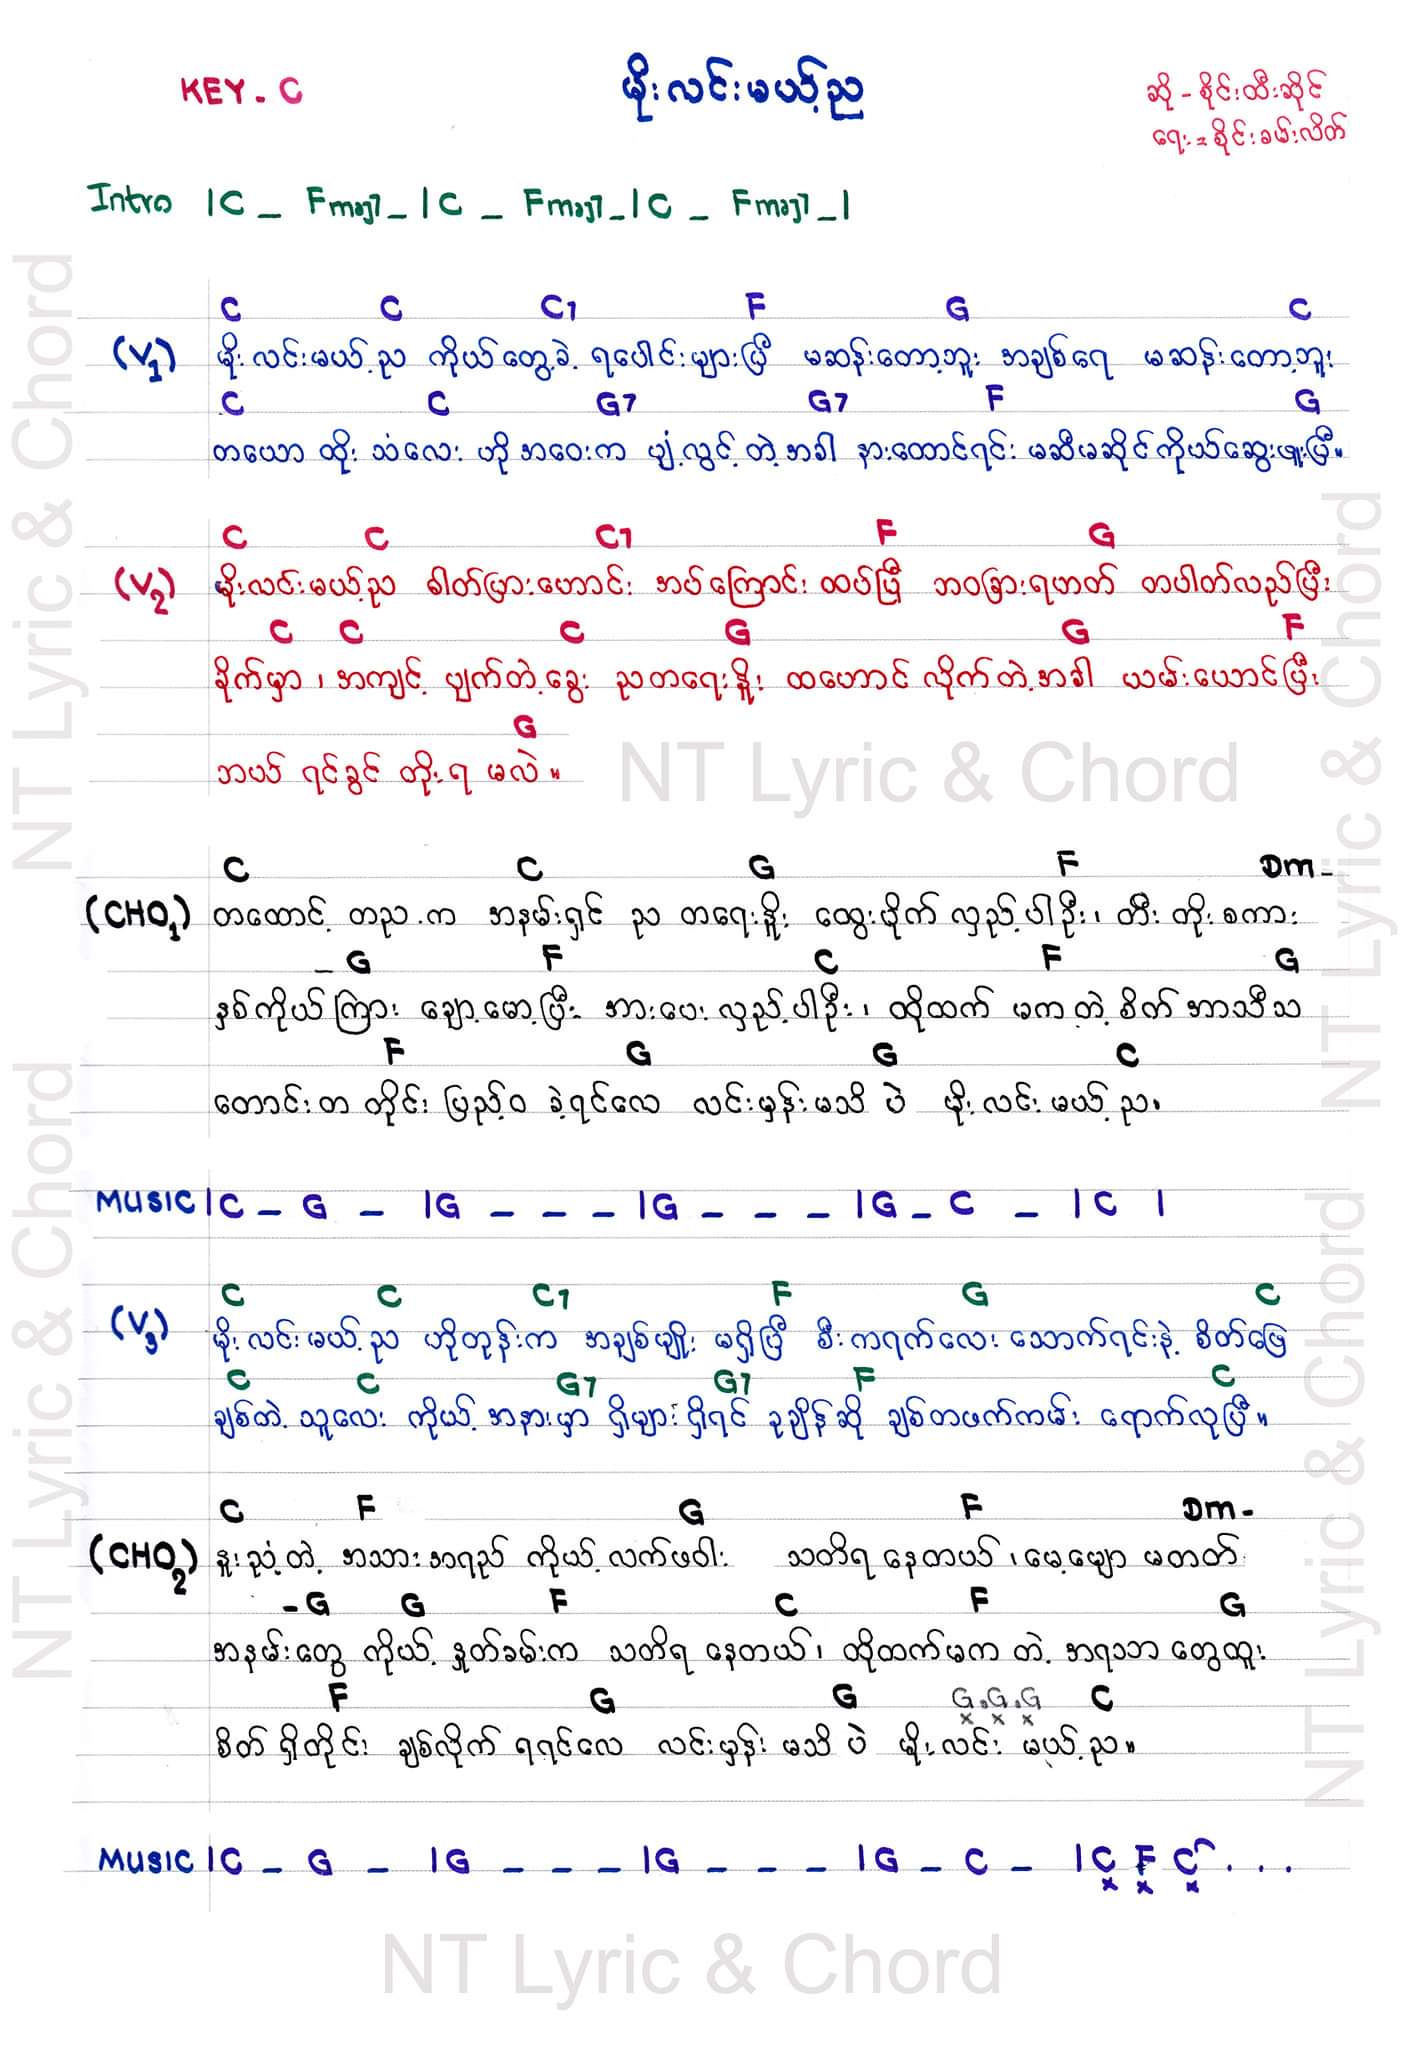 KEY - C
မိုးလင်းမယ့်ည
ဆို - စိုင်းထီးဆိုင်
ရေး = စိုင်းခမ်းလိတ်
Intro |C _ Fmaj7 _ |C _ Fmaj7 _ |C _ Fmaj7 _ |
C C C7 F G C
(V1) မိုးလင်းမယ့်ည ကိုယ်တွေ့ခဲ့ ရပေါင်းများပြီ မဆန်းတော့ဘူး အချစ်ရေ မဆန်းတော့ဘူး
C C G7 G7 F G
တယော ထိုး သံလေး ဟို အဝေးက ပျံ့လွင့် တဲ့အခါ နားထောင်ရင်း မဆီမဆိုင်ကိုယ်ဆွေးဖူးပြီ။
C C C7 F G
(V2) မိုးလင်းမယ့်ည ဓါတ်ပြားဟောင်း အပ်ကြောင်း ထပ်ပြီ ဘဝခြားရဟတ် တပါတ်လည်ပြီး
C C C G G F
ခိုက်မှာ ၊ အကျင့် ပျက်တဲ့ခွေး ညတရေးနိုး ထဟောင် လိုက်တဲ့အခါ ယမ်းယောင်ပြီး
G
ဘယ် ရင်ခွင် တိုးရ မလဲ ။
C C G F Dm -
(CHO1) တထောင့် တည က အနမ်းရှင် ည တရေးနိုး ထွေးပိုက် လှည့်ပါဦး ၊ တီး တိုး စကား
_ G F C F G
နှစ်ကိုယ်ကြား ချော့မော့ပြီး အားပေး လှည့်ပါဦး ၊ ထို့ထက် မက တဲ့ စိတ် အာသီသ
F G G C
တောင်းတ တိုင်း ပြည့်ဝ ခဲ့ရင်လေ လင်းမှန်းမသိ ပဲ မိုးလင်း မယ့်ည။
MUSIC |C _ G _ |G _ _ _ |G _ _ _ |G _ C _ |C |
C C C7 F G C
(V3) မိုးလင်းမယ့်ည ဟိုတုန်းက အချစ်မျိုး မရှိပြီ စီးကရက်လေး သောက်ရင်းနဲ့ စိတ်ဖြေ
C C G7 G7 F C
ချစ်တဲ့ သူလေး ကိုယ့် အနားမှာ ရှိများ ရှိရင် ခုချိန်ဆို ချစ်တဖက်ကမ်း ရောက်လုပြီ။
C F G F Dm -
(CHO2) နူးညံ့တဲ့ အသားအရည် ကိုယ့် လက်ဖဝါး သတိရ နေတယ် ၊ မေ့မျော မတတ်
- G G F C F G
အနမ်းတွေ ကိုယ့် နှုတ်ခမ်းက သတိရ နေတယ် ၊ ထို့ထက်မက တဲ့ အရသာ တွေထူး
F G G G . G . G C
စိတ် ရှိတိုင်း ချစ်လိုက် ရရင်လေ လင်းမှန်း မသိ ပဲ မိုးလင်း မယ့်ည။
MUSIC |C _ G _ |G _ _ _ |G _ _ _ |G _ C _ |C F C . . .
NT Lyric & Chord
NT Lyric & Chord
NT Lyric & Chord
NT Lyric & Chord
NT Lyric & Chord
NT Lyric & Chord